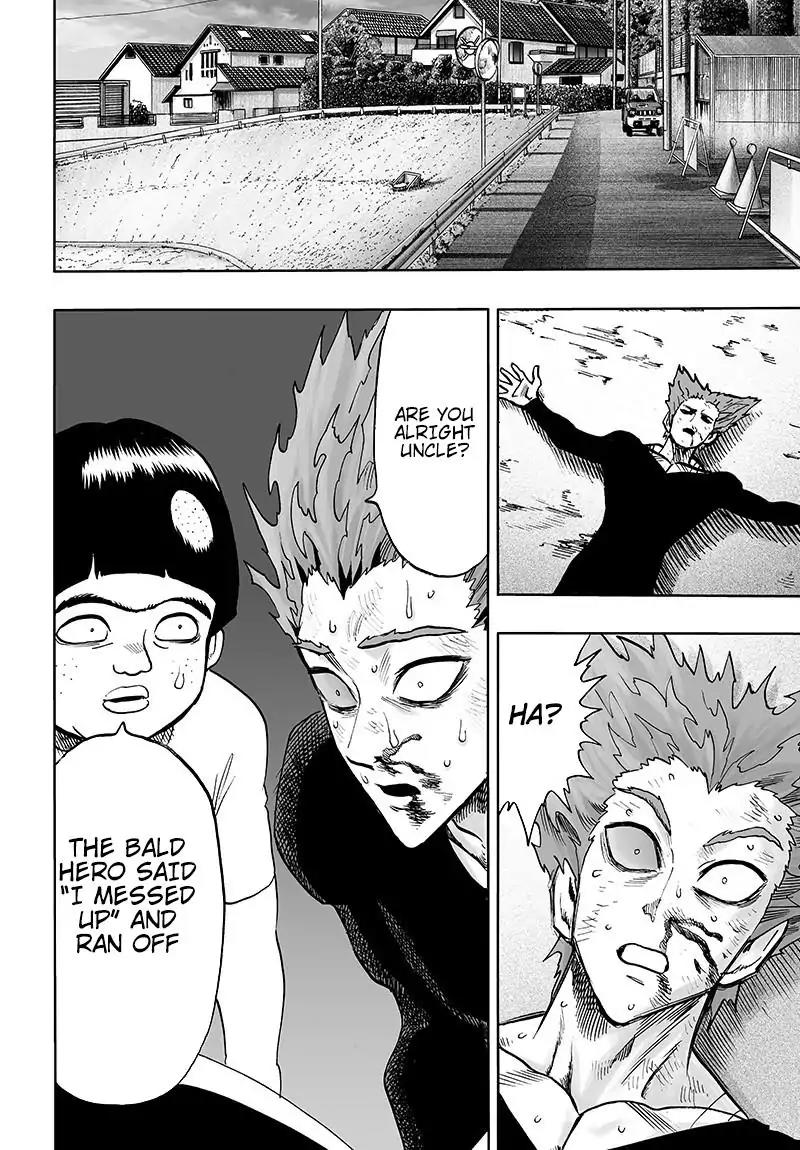 HA?
ARE YOU
ALRIGHT
UNCLE?
THE BALD
HERO SAID
"I MESSED
UP" AND
RAN OFF